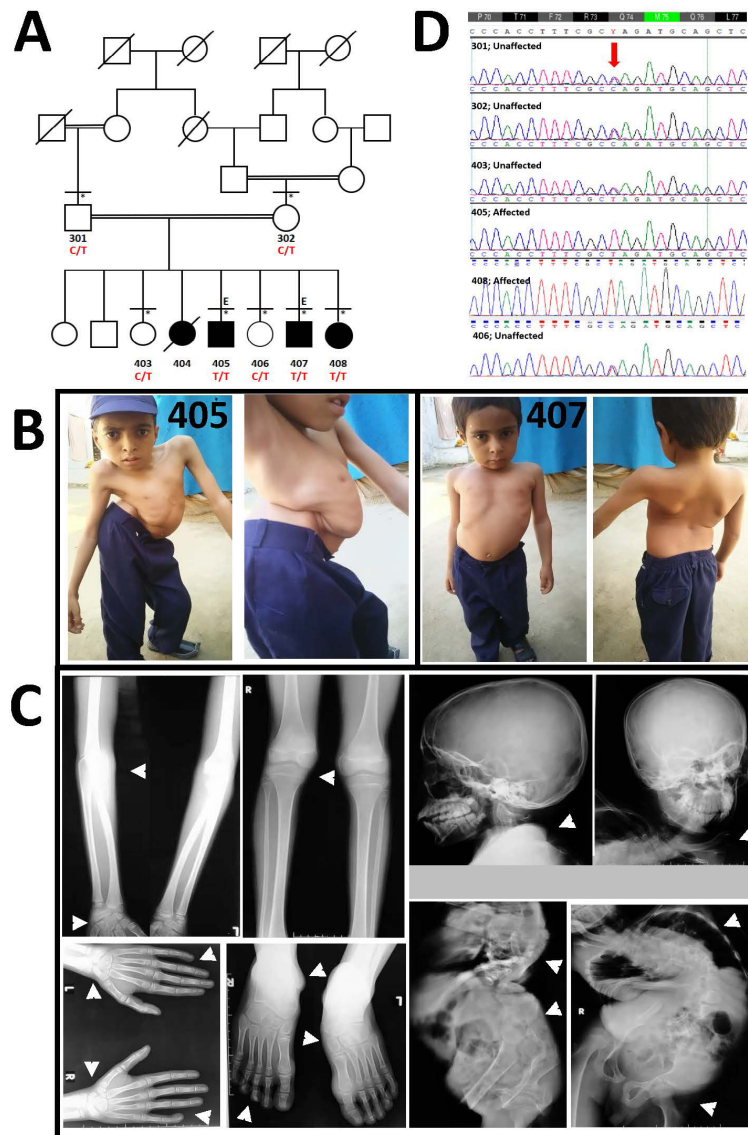 A
301
C/T
302
C/T
E
E
403
404
405
406
407
408
C/T
T/T
C/T
T/T
T/T
D
P 70 T 71 F 72 R 73 Q 74 M 75 Q 76 L 77
C C C A C C T T T C G C Y A G A T G C A G C T C
301; Unaffected
C C C A C C T T T C G C C A G A T G C A G C T C
302; Unaffected
C C C A C C T T T C G C C A G A T G C A G C T C
403; Unaffected
C C C A C C T T T C G C T A G A T G C A G C T C
405; Affected
C C C A C C T T T C G C T A G A T G C A G C T C
408; Affected
C C C A C C T T T C G C C A G A T G C A G C T C
406; Unaffected
B
405
407
C
L
R
L
R
R
L
R